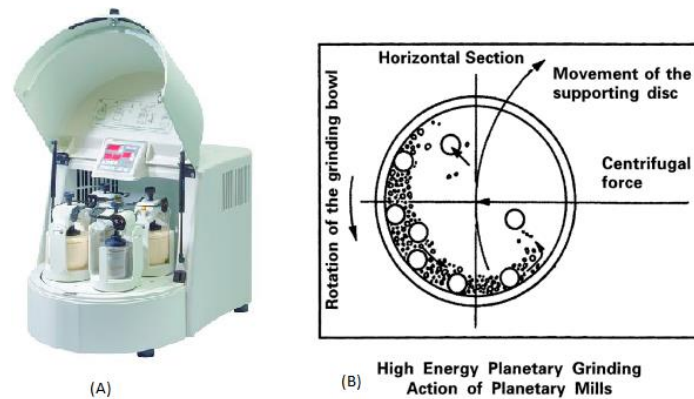 Horizontal Section
Movement of the
supporting disc
Rotation of the grinding bowl
Centrifugal
force
(A)
(B)
High Energy Planetary Grinding
Action of Planetary Mills